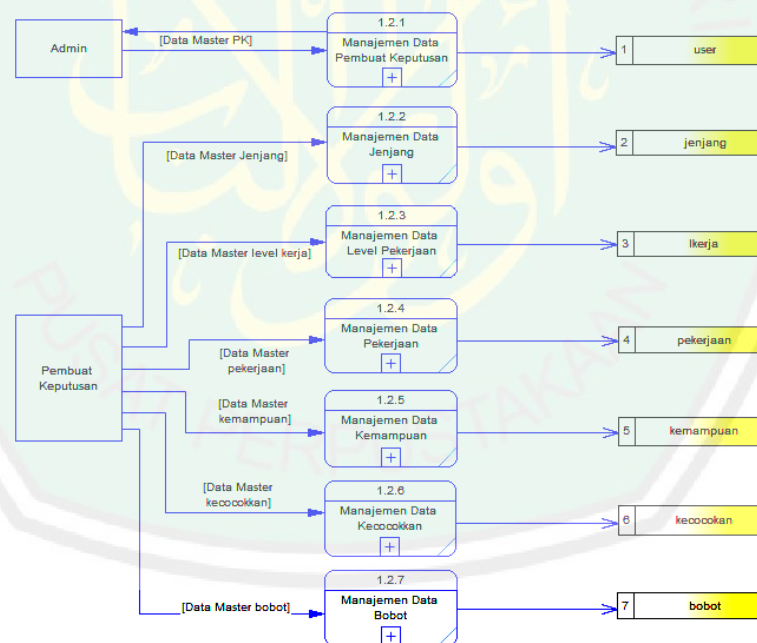 Admin
[Data Master PK]
1.2.1
Manajemen Data
Pembuat Keputusan
1 user
1.2.2
Manajemen Data
Jenjang
[Data Master Jenjang]
2 jenjang
1.2.3
Manajemen Data
Level Pekerjaan
[Data Master level kerja]
3 lkerja
1.2.4
Manajemen Data
Pekerjaan
[Data Master
pekerjaan]
4 pekerjaan
Pembuat
Keputusan
1.2.5
Manajemen Data
Kemampuan
[Data Master
kemampuan]
5 kemampuan
1.2.6
Manajemen Data
Kecocokkan
[Data Master
kecocokkan]
6 kecocokan
1.2.7
Manajemen Data
Bobot
[Data Master bobot]
7 bobot
PUSAT PERPUSTAKAAN